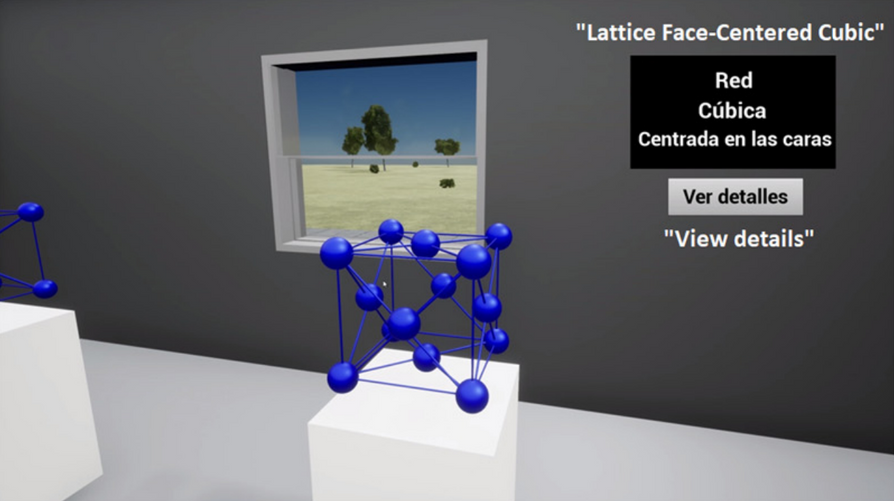 "Lattice Face-Centered Cubic"
Red
Cúbica
Centrada en las caras
Ver detalles
"View details"